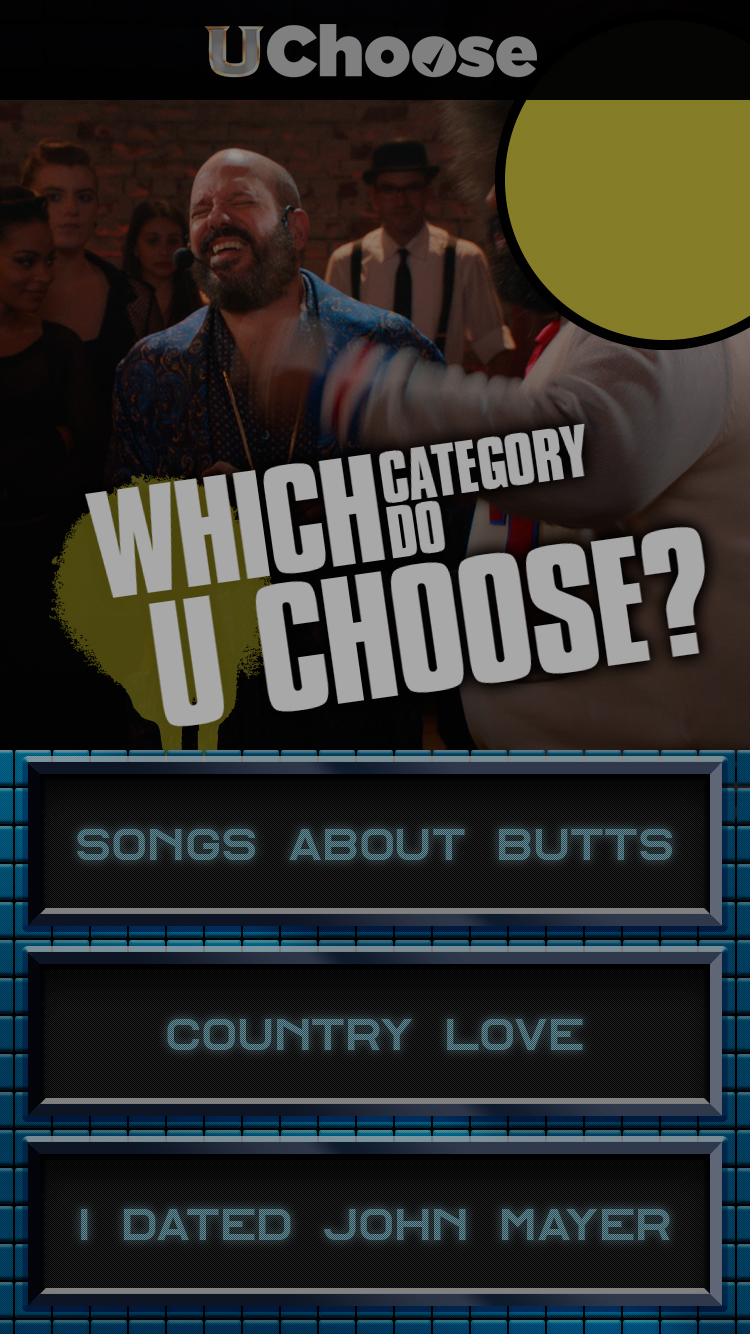 UChoose
WHICH CATEGORY
DO
U CHOOSE?
SONGS ABOUT BUTTS
COUNTRY LOVE
I DATED JOHN MAYER